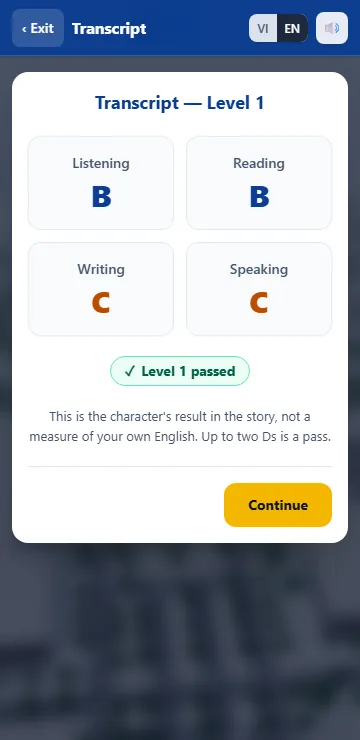 ‹ Exit
Transcript
VI
EN
Transcript — Level 1
Listening
Reading
B
B
Writing
Speaking
C
C
✓ Level 1 passed
This is the character's result in the story, not a
measure of your own English. Up to two Ds is a pass.
Continue